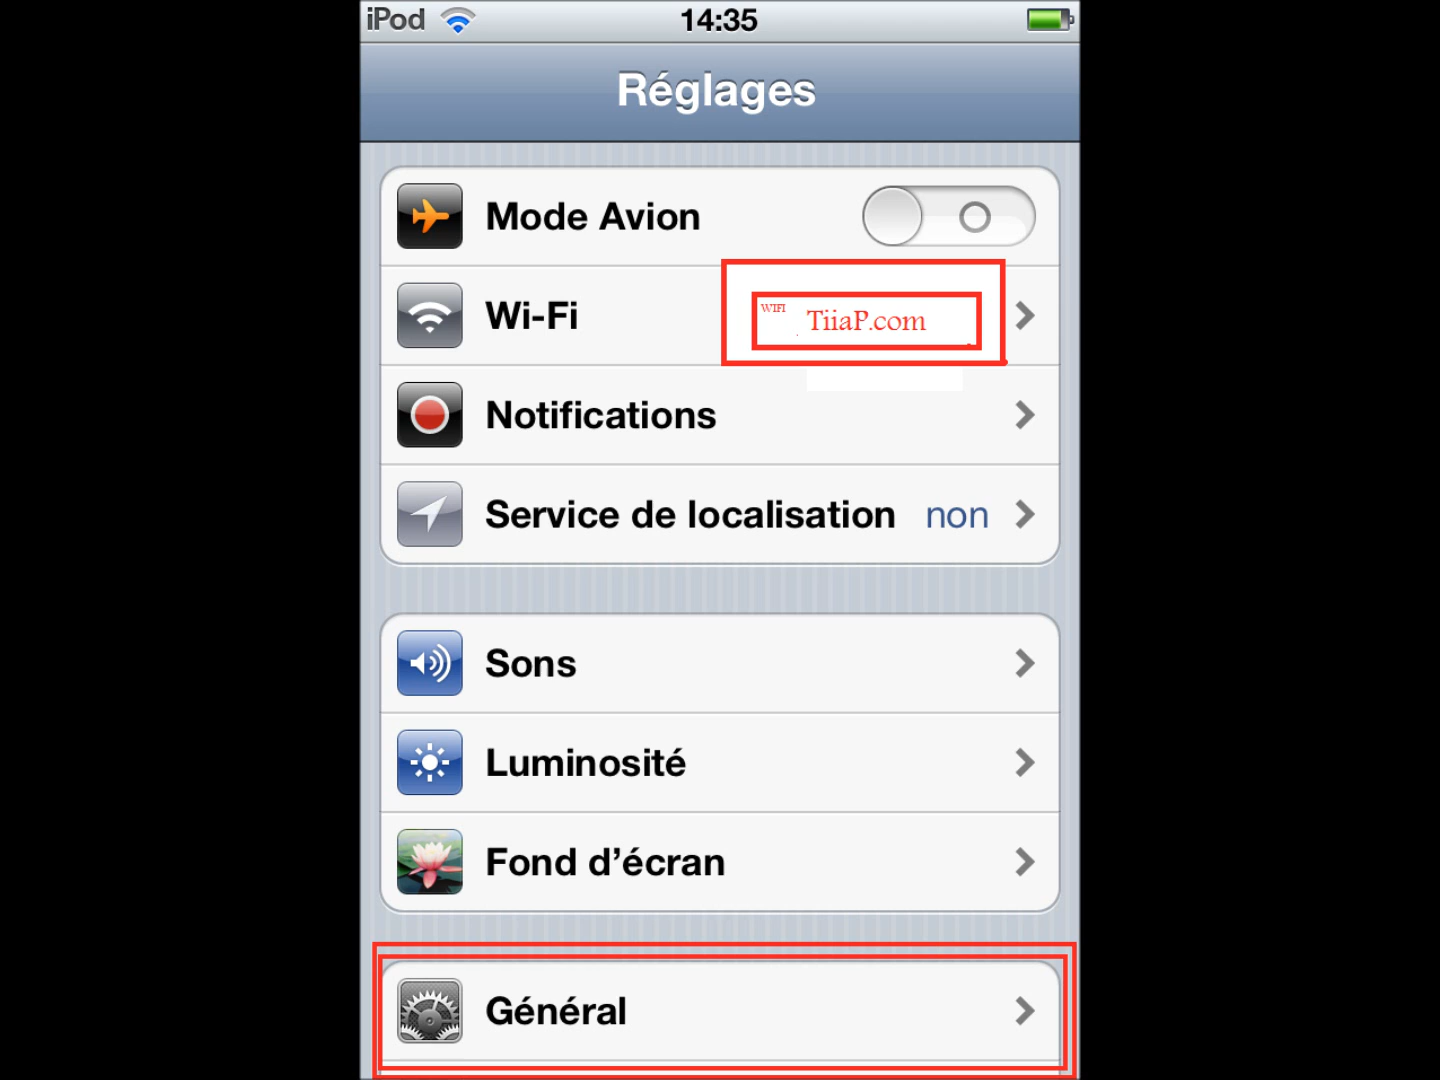 iPod 14:35
Réglages
Mode Avion
Wi-Fi WIFI TiiaP.com
Notifications
Service de localisation non
Sons
Luminosité
Fond d’écran
Général